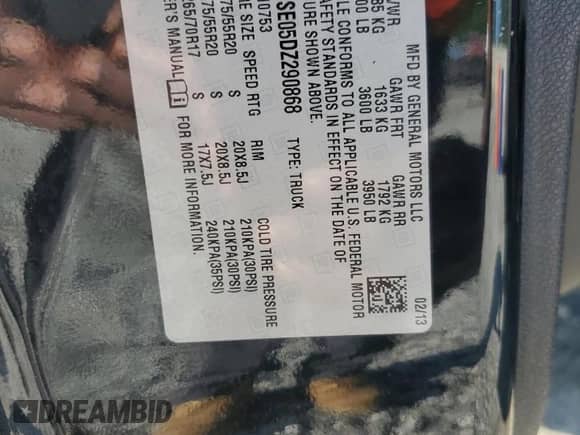 MFD BY GENERAL MOTORS LLC
02/13
/WR GAWR FRT GAWR RR
86 KG 1633 KG 1792 KG
00 LB 3600 LB 3950 LB
LE CONFORMS TO ALL APPLICABLE U.S. FEDERAL MOTOR
AFETY STANDARDS IN EFFECT ON THE DATE OF
URE SHOWN ABOVE.
SE05DZ290868 TYPE: TRUCK
10753
E SIZE SPEED RTG RIM COLD TIRE PRESSURE
75/55R20 S 20X8.5J 210KPA(30PSI)
75/55R20 S 20X8.5J 210KPA(30PSI)
65/70R17 S 17X7.5J 240KPA(35PSI)
ER'S MANUAL FOR MORE INFORMATION.
DREAMBID